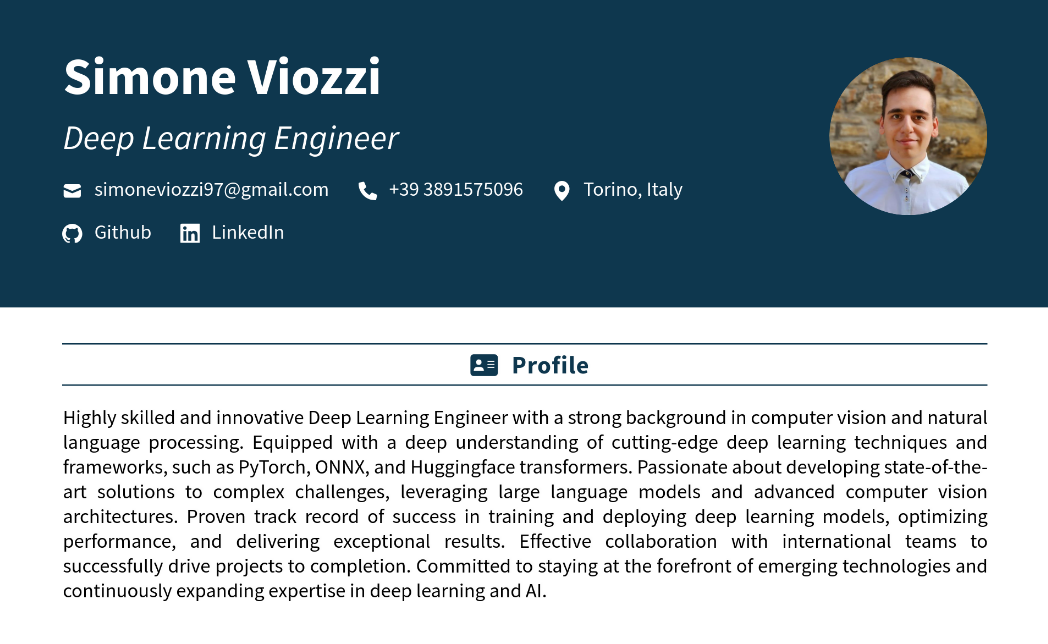 Simone Viozzi
Deep Learning Engineer
simoneviozzi97@gmail.com +39 3891575096 Torino, Italy
Github LinkedIn
Profile
Highly skilled and innovative Deep Learning Engineer with a strong background in computer vision and natural
language processing. Equipped with a deep understanding of cutting-edge deep learning techniques and
frameworks, such as PyTorch, ONNX, and Huggingface transformers. Passionate about developing state-of-the-
art solutions to complex challenges, leveraging large language models and advanced computer vision
architectures. Proven track record of success in training and deploying deep learning models, optimizing
performance, and delivering exceptional results. Effective collaboration with international teams to
successfully drive projects to completion. Committed to staying at the forefront of emerging technologies and
continuously expanding expertise in deep learning and AI.